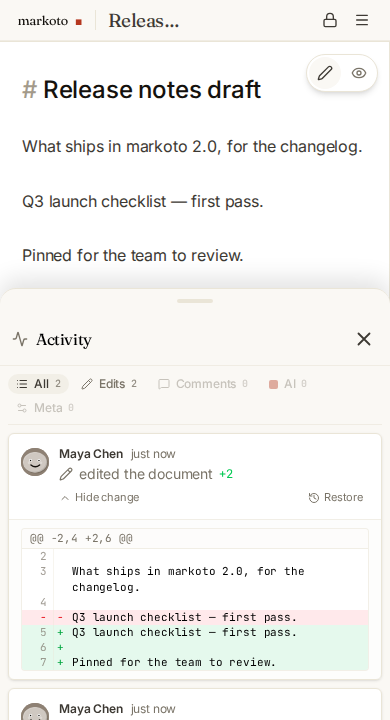 markoto
Releas...
# Release notes draft
What ships in markoto 2.0, for the changelog.
Q3 launch checklist — first pass.
Pinned for the team to review.
Activity
All 2 Edits 2 Comments 0 AI 0
Meta 0
Maya Chen just now
edited the document +2
Hide change Restore
@@ -2,4 +2,6 @@
2
3 What ships in markoto 2.0, for the
changelog.
4
- - Q3 launch checklist — first pass.
5 + Q3 launch checklist — first pass.
6 +
7 + Pinned for the team to review.
Maya Chen just now